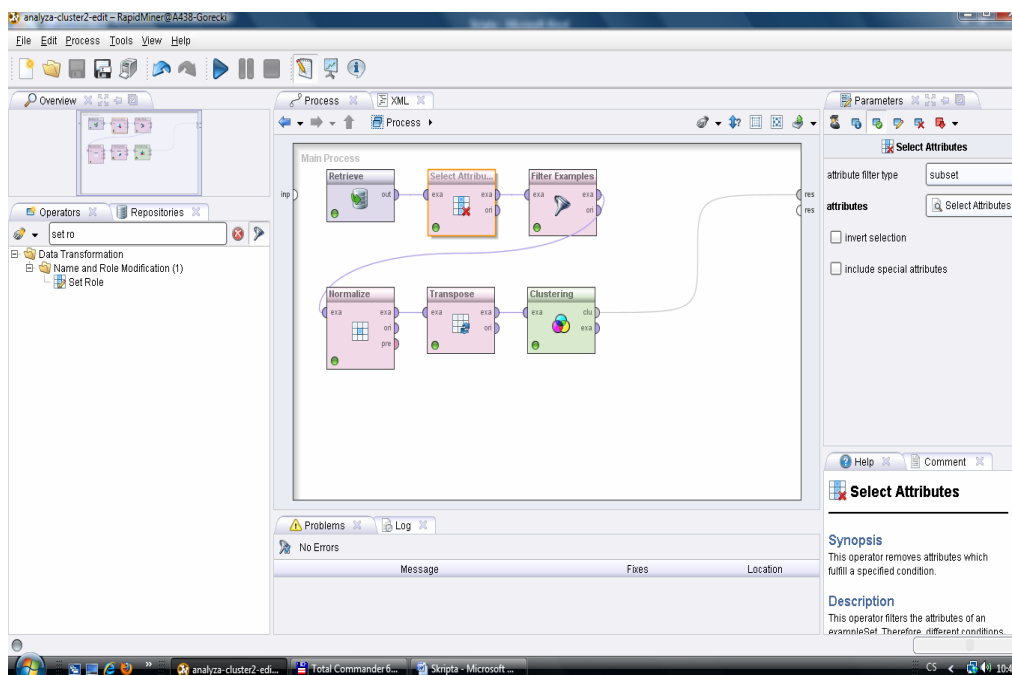 analyza-cluster2-edit – RapidMiner@A438-Gorecki
File Edit Process Tools View Help
Overview
Process XML
Parameters
Process
Select Attributes
attribute filter type subset
attributes Select Attributes
invert selection
include special attributes
Operators Repositories
set ro
Data Transformation
Name and Role Modification (1)
Set Role
Main Process
inp
Retrieve
out
Select Attribu...
exa exa
ori
Filter Examples
exa exa
ori
res
res
Normalize
exa exa
ori
pre
Transpose
exa exa
ori
Clustering
exa clu
exa
Problems Log
No Errors
Message Fixes Location
Help Comment
Select Attributes
Synopsis
This operator removes attributes which
fulfill a specified condition.
Description
This operator filters the attributes of an
exampleSet. Therefore, different conditions
analyza-cluster2-edi... Total Commander 6... Skripta - Microsoft ... CS